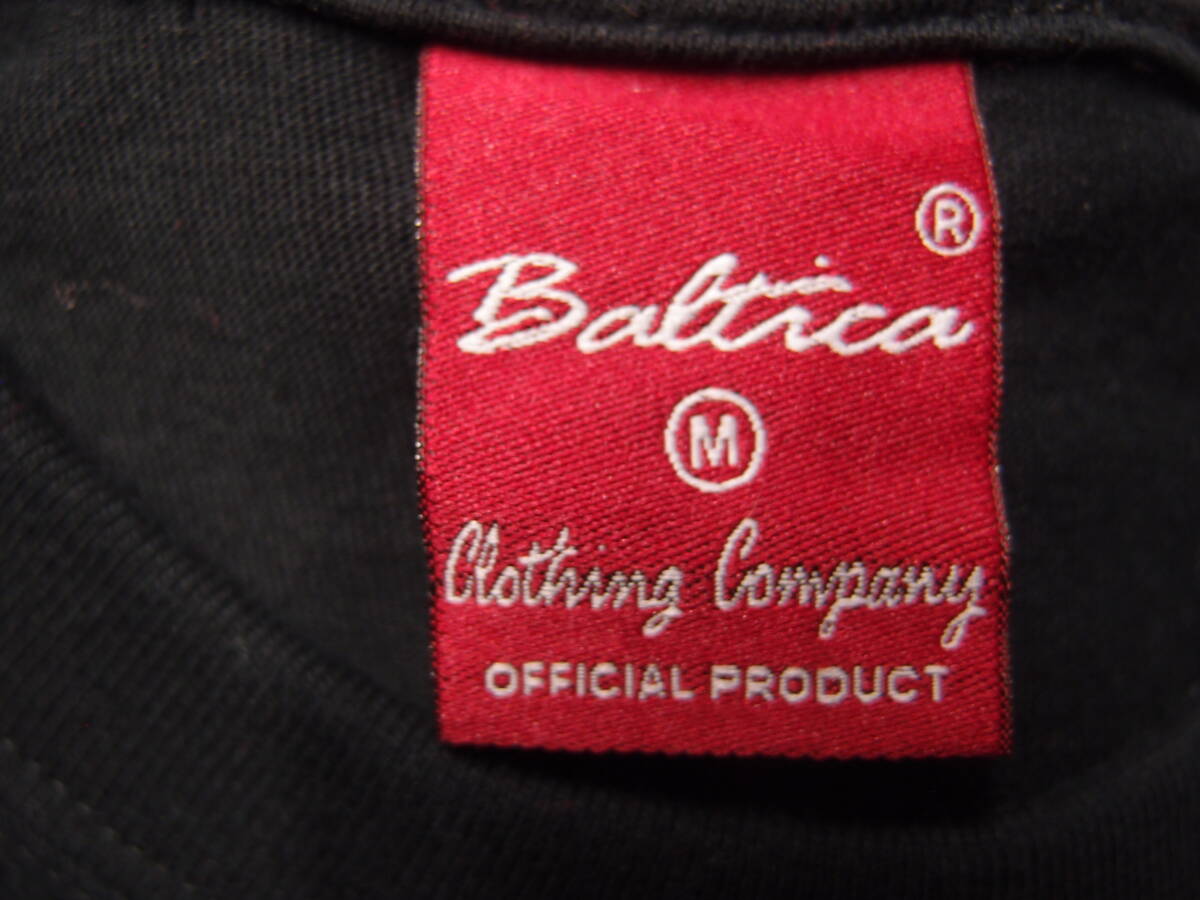 ®
Baltica
M
Clothing Company
OFFICIAL PRODUCT